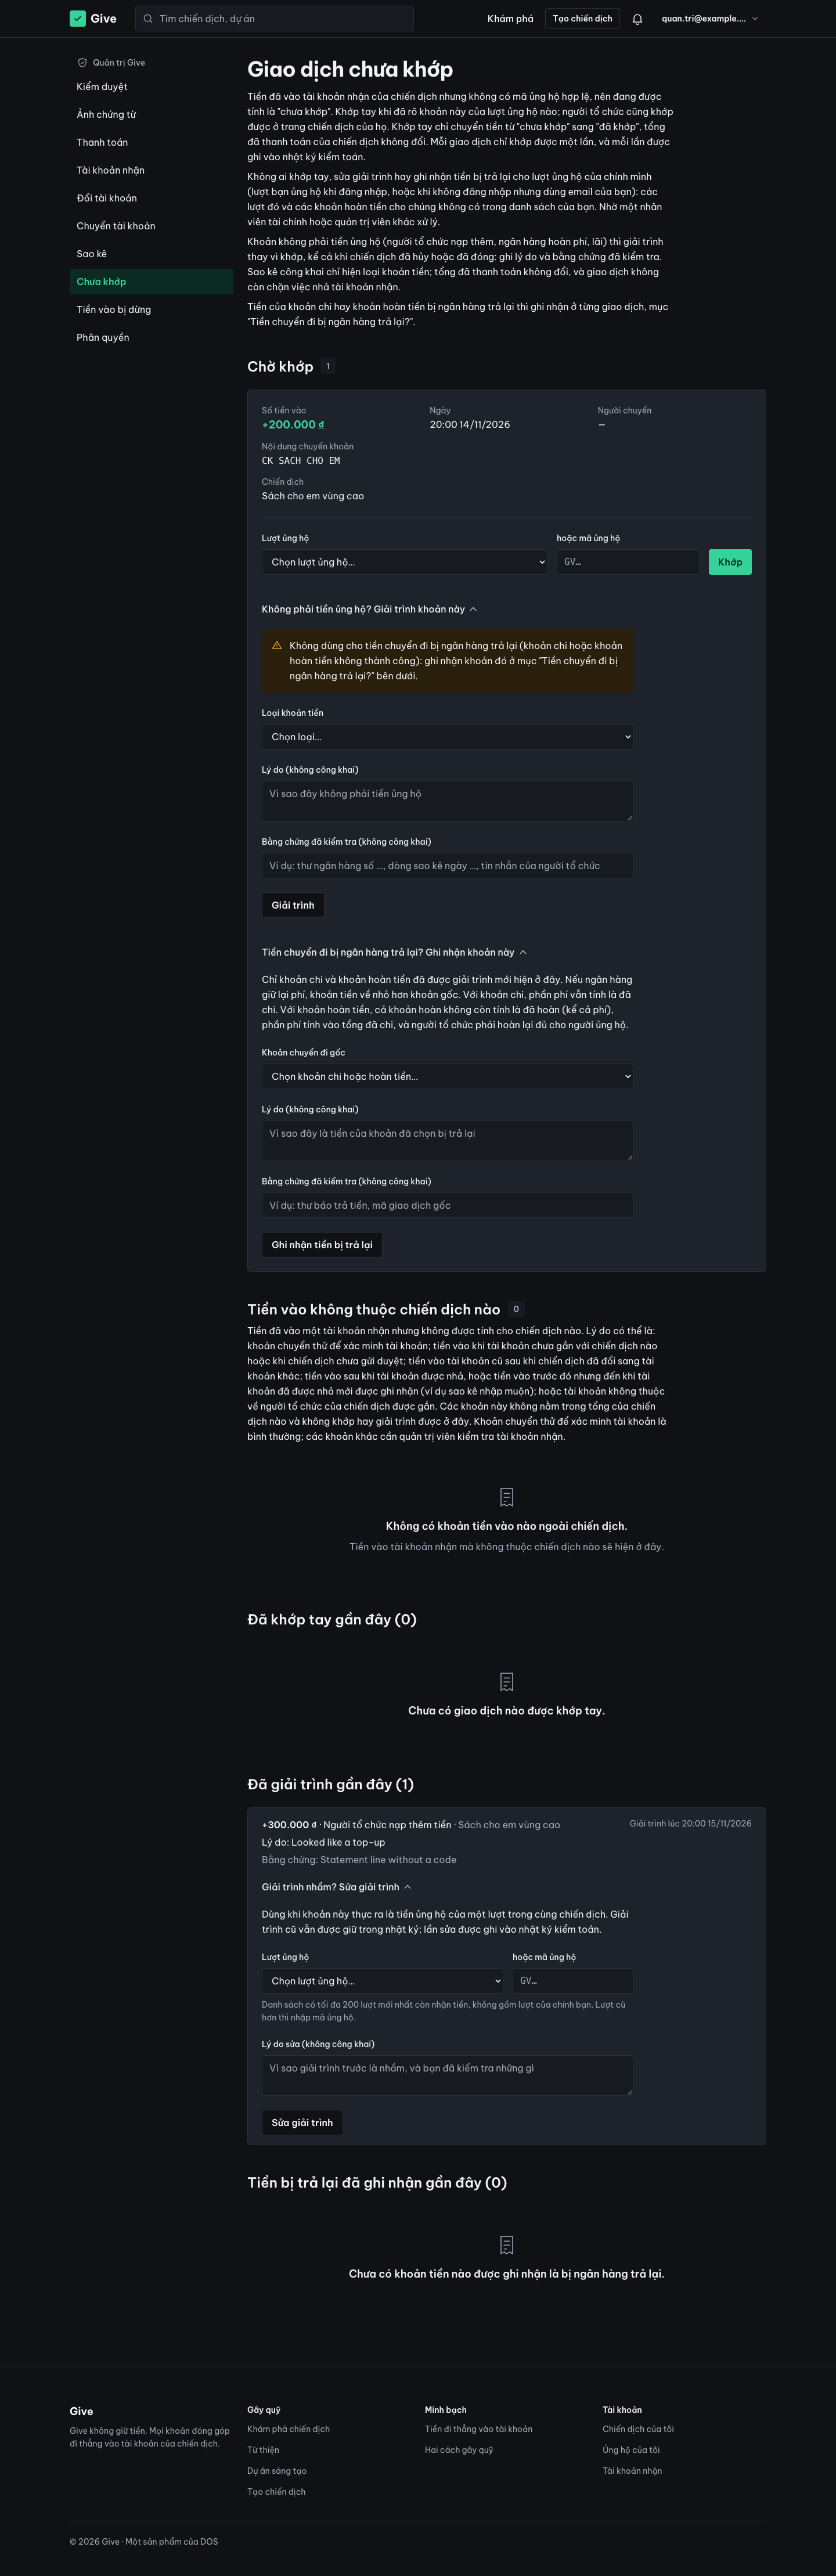 Give
Tìm chiến dịch, dự án
Khám phá
Tạo chiến dịch
quan.tri@example....
Quản trị Give
Kiểm duyệt
Ảnh chứng từ
Thanh toán
Tài khoản nhận
Đổi tài khoản
Chuyển tài khoản
Sao kê
Chưa khớp
Tiền vào bị dừng
Phân quyền
Giao dịch chưa khớp
Tiền đã vào tài khoản nhận của chiến dịch nhưng không có mã ủng hộ hợp lệ, nên đang được
tính là "chưa khớp". Khớp tay khi đã rõ khoản này của lượt ủng hộ nào; người tổ chức cũng khớp
được ở trang chiến dịch của họ. Khớp tay chỉ chuyển tiền từ "chưa khớp" sang "đã khớp", tổng
đã thanh toán của chiến dịch không đổi. Mỗi giao dịch chỉ khớp được một lần, và mỗi lần được
ghi vào nhật ký kiểm toán.
Không ai khớp tay, sửa giải trình hay ghi nhận tiền bị trả lại cho lượt ủng hộ của chính mình
(lượt bạn ủng hộ khi đăng nhập, hoặc khi không đăng nhập nhưng dùng email của bạn): các
lượt đó và các khoản hoàn tiền cho chúng không có trong danh sách của bạn. Nhờ một nhân
viên tài chính hoặc quản trị viên khác xử lý.
Khoản không phải tiền ủng hộ (người tổ chức nạp thêm, ngân hàng hoàn phí, lãi) thì giải trình
thay vì khớp, kể cả khi chiến dịch đã hủy hoặc đã đóng: ghi lý do và bằng chứng đã kiểm tra.
Sao kê công khai chỉ hiện loại khoản tiền; tổng đã thanh toán không đổi, và giao dịch không
còn chặn việc nhả tài khoản nhận.
Tiền của khoản chi hay khoản hoàn tiền bị ngân hàng trả lại thì ghi nhận ở từng giao dịch, mục
"Tiền chuyển đi bị ngân hàng trả lại?".
Chờ khớp 1
Số tiền vào
+200.000 ₫
Ngày
20:00 14/11/2026
Người chuyển
—
Nội dung chuyển khoản
CK SACH CHO EM
Chiến dịch
Sách cho em vùng cao
Lượt ủng hộ
Chọn lượt ủng hộ...
hoặc mã ủng hộ
GV…
Khớp
Không phải tiền ủng hộ? Giải trình khoản này
Không dùng cho tiền chuyển đi bị ngân hàng trả lại (khoản chi hoặc khoản
hoàn tiền không thành công): ghi nhận khoản đó ở mục "Tiền chuyển đi bị
ngân hàng trả lại?" bên dưới.
Loại khoản tiền
Chọn loại...
Lý do (không công khai)
Vì sao đây không phải tiền ủng hộ
Bằng chứng đã kiểm tra (không công khai)
Ví dụ: thư ngân hàng số ..., dòng sao kê ngày ..., tin nhắn của người tổ chức
Giải trình
Tiền chuyển đi bị ngân hàng trả lại? Ghi nhận khoản này
Chỉ khoản chi và khoản hoàn tiền đã được giải trình mới hiện ở đây. Nếu ngân hàng
giữ lại phí, khoản tiền về nhỏ hơn khoản gốc. Với khoản chi, phần phí vẫn tính là đã
chi. Với khoản hoàn tiền, cả khoản hoàn không còn tính là đã hoàn (kể cả phí),
phần phí tính vào tổng đã chi, và người tổ chức phải hoàn lại đủ cho người ủng hộ.
Khoản chuyển đi gốc
Chọn khoản chi hoặc hoàn tiền...
Lý do (không công khai)
Vì sao đây là tiền của khoản đã chọn bị trả lại
Bằng chứng đã kiểm tra (không công khai)
Ví dụ: thư báo trả tiền, mã giao dịch gốc
Ghi nhận tiền bị trả lại
Tiền vào không thuộc chiến dịch nào 0
Tiền đã vào một tài khoản nhận nhưng không được tính cho chiến dịch nào. Lý do có thể là:
khoản chuyển thử để xác minh tài khoản; tiền vào khi tài khoản chưa gắn với chiến dịch nào
hoặc khi chiến dịch chưa gửi duyệt; tiền vào tài khoản cũ sau khi chiến dịch đã đổi sang tài
khoản khác; tiền vào sau khi tài khoản được nhả, hoặc tiền vào trước đó nhưng đến khi tài
khoản đã được nhả mới được ghi nhận (ví dụ sao kê nhập muộn); hoặc tài khoản không thuộc
về người tổ chức của chiến dịch được gắn. Các khoản này không nằm trong tổng của chiến
dịch nào và không khớp hay giải trình được ở đây. Khoản chuyển thử để xác minh tài khoản là
bình thường; các khoản khác cần quản trị viên kiểm tra tài khoản nhận.
Không có khoản tiền vào nào ngoài chiến dịch.
Tiền vào tài khoản nhận mà không thuộc chiến dịch nào sẽ hiện ở đây.
Đã khớp tay gần đây (0)
Chưa có giao dịch nào được khớp tay.
Đã giải trình gần đây (1)
+300.000 ₫ · Người tổ chức nạp thêm tiền · Sách cho em vùng cao
Giải trình lúc 20:00 15/11/2026
Lý do: Looked like a top-up
Bằng chứng: Statement line without a code
Giải trình nhầm? Sửa giải trình
Dùng khi khoản này thực ra là tiền ủng hộ của một lượt trong cùng chiến dịch. Giải
trình cũ vẫn được giữ trong nhật ký; lần sửa được ghi vào nhật ký kiểm toán.
Lượt ủng hộ
Chọn lượt ủng hộ...
hoặc mã ủng hộ
GV…
Danh sách có tối đa 200 lượt mới nhất còn nhận tiền, không gồm lượt của chính bạn. Lượt cũ
hơn thì nhập mã ủng hộ.
Lý do sửa (không công khai)
Vì sao giải trình trước là nhầm, và bạn đã kiểm tra những gì
Sửa giải trình
Tiền bị trả lại đã ghi nhận gần đây (0)
Chưa có khoản tiền nào được ghi nhận là bị ngân hàng trả lại.
Give
Give không giữ tiền. Mọi khoản đóng góp
đi thẳng vào tài khoản của chiến dịch.
Gây quỹ
Khám phá chiến dịch
Từ thiện
Dự án sáng tạo
Tạo chiến dịch
Minh bạch
Tiền đi thẳng vào tài khoản
Hai cách gây quỹ
Tài khoản
Chiến dịch của tôi
Ủng hộ của tôi
Tài khoản nhận
© 2026 Give · Một sản phẩm của DOS